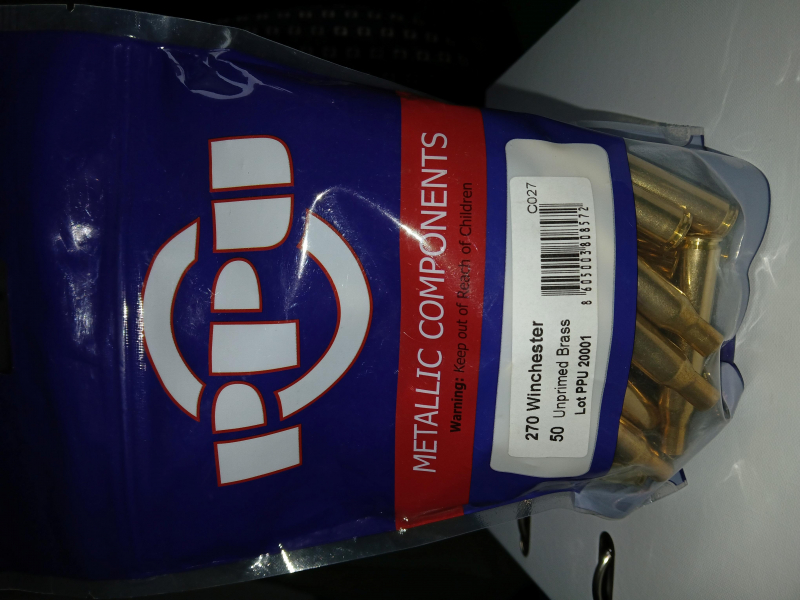 PPU
METALLIC COMPONENTS
Warning: Keep out of Reach of Children
270 Winchester
50 Unprimed Brass
Lot PPU 20001
C027
8 605003 808572